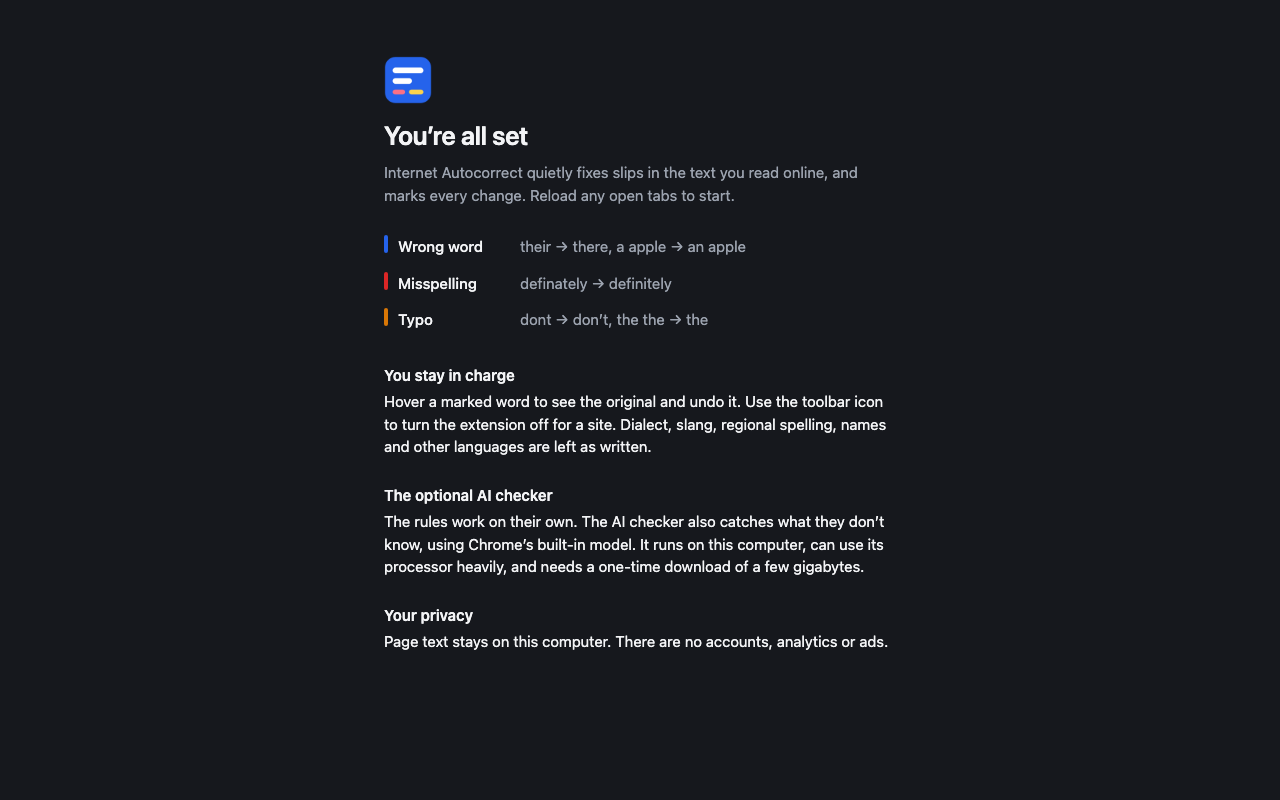 You’re all set
Internet Autocorrect quietly fixes slips in the text you read online, and
marks every change. Reload any open tabs to start.
Wrong word their → there, a apple → an apple
Misspelling definately → definitely
Typo dont → don’t, the the → the
You stay in charge
Hover a marked word to see the original and undo it. Use the toolbar icon
to turn the extension off for a site. Dialect, slang, regional spelling, names
and other languages are left as written.
The optional AI checker
The rules work on their own. The AI checker also catches what they don’t
know, using Chrome’s built-in model. It runs on this computer, can use its
processor heavily, and needs a one-time download of a few gigabytes.
Your privacy
Page text stays on this computer. There are no accounts, analytics or ads.